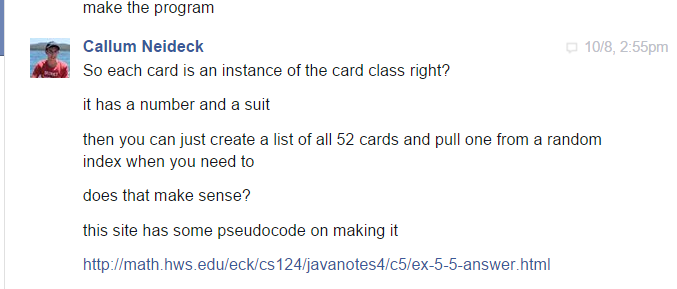 make the program
Callum Neideck
10/8, 2:55pm
So each card is an instance of the card class right?
it has a number and a suit
then you can just create a list of all 52 cards and pull one from a random
index when you need to
does that make sense?
this site has some pseudocode on making it
http://math.hws.edu/eck/cs124/javanotes4/c5/ex-5-5-answer.html